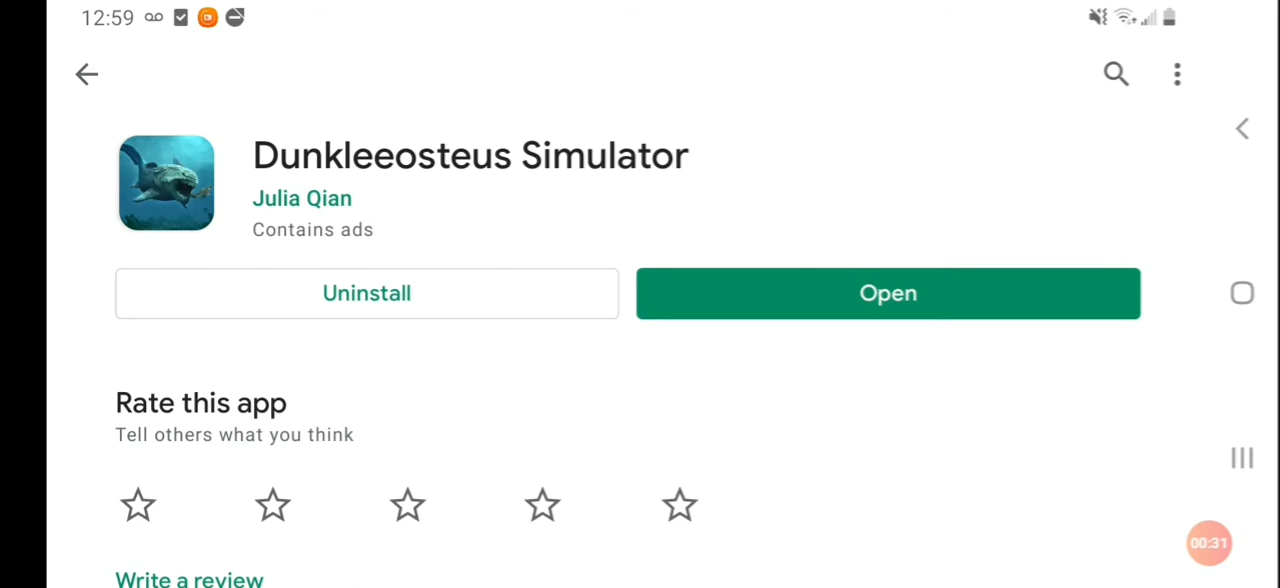 12:59
Dunkleeosteus Simulator
Julia Qian
Contains ads
Uninstall
Open
Rate this app
Tell others what you think
Write a review
00:31